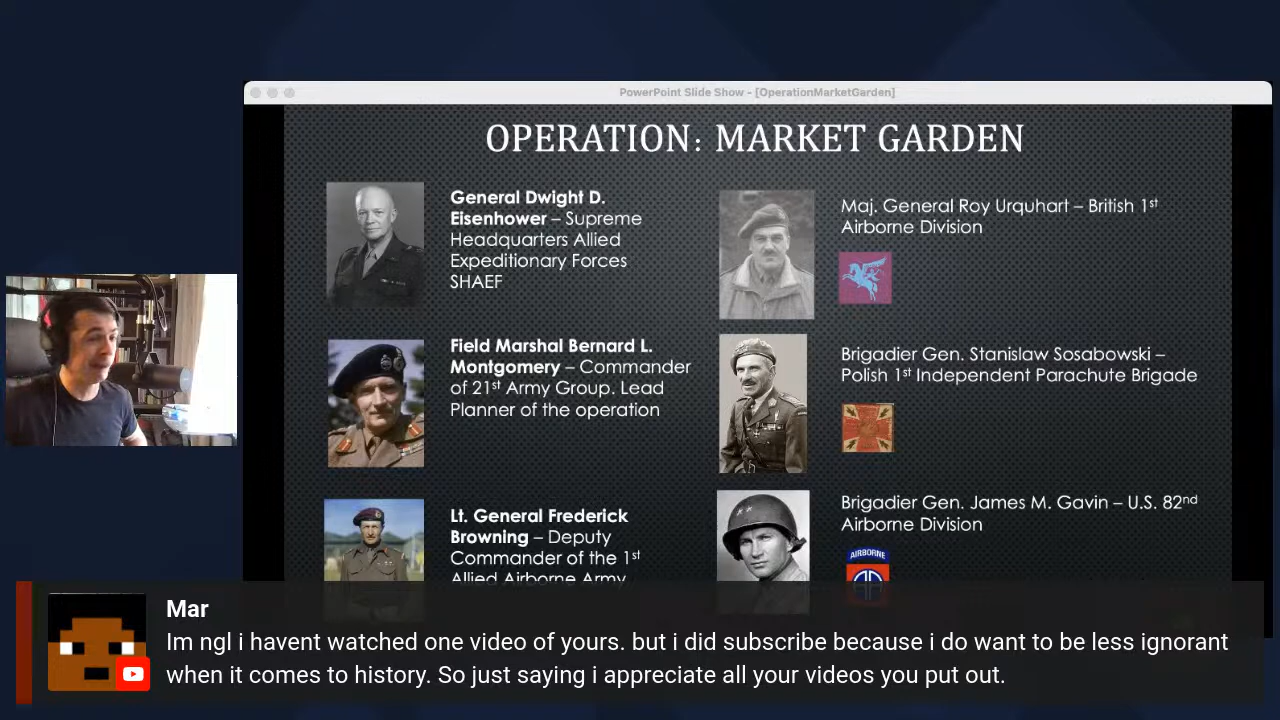 PowerPoint Slide Show - [OperationMarketGarden]
OPERATION: MARKET GARDEN
General Dwight D.
Eisenhower – Supreme
Headquarters Allied
Expeditionary Forces
SHAEF
Field Marshal Bernard L.
Montgomery – Commander
of 21st Army Group. Lead
Planner of the operation
Lt. General Frederick
Browning – Deputy
Commander of the 1st
Allied Airborne Army
Maj. General Roy Urquhart – British 1st
Airborne Division
Brigadier Gen. Stanislaw Sosabowski –
Polish 1st Independent Parachute Brigade
Brigadier Gen. James M. Gavin – U.S. 82nd
Airborne Division
AIRBORNE
Mar
Im ngl i havent watched one video of yours. but i did subscribe because i do want to be less ignorant
when it comes to history. So just saying i appreciate all your videos you put out.